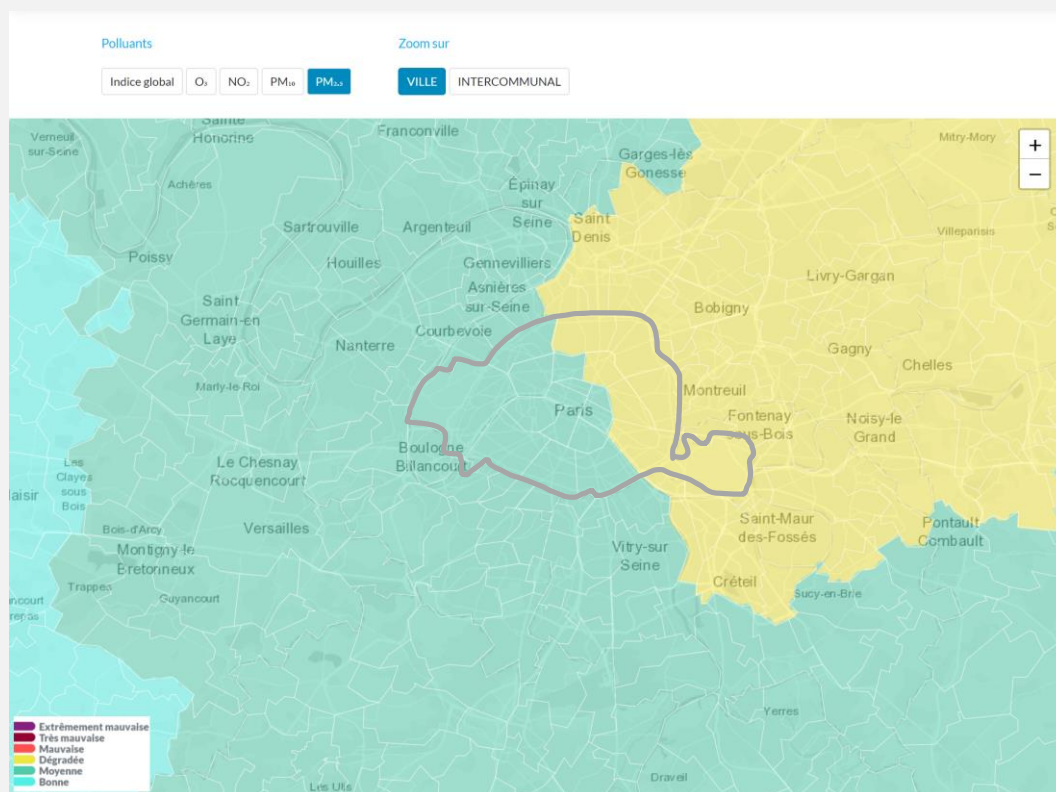 Polluants
Zoom sur
Indice global
O₃
NO₂
PM₁₀
PM₂.₅
VILLE
INTERCOMMUNAL
Verneuil
sur-Seine
Sainte
Honorine
Franconville
Mitry-Mory
+
−
Garges-lès
Gonesse
Achères
Épinay
sur
Seine
Saint
Denis
Sartrouville
Argenteuil
Villeparisis
Poissy
Houilles
Gennevilliers
Livry-Gargan
Asnières
sur-Seine
Saint
Germain-en
Laye
Bobigny
Courbevoie
Nanterre
Gagny
Chelles
Marly-le-Roi
Montreuil
Paris
Fontenay
sous-Bois
Noisy-le
Grand
Boulogne
Billancourt
Les
Clayes
sous
Bois
Le Chesnay
Rocquencourt
laisir
Bois-d'Arcy
Versailles
Saint-Maur
des-Fossés
Pontault
Combault
Montigny-le
Bretonneux
Vitry-sur
Seine
Trappes
Créteil
Guyancourt
Sucy-en-Brie
ncourt
repas
Yerres
Extrêmement mauvaise
Très mauvaise
Mauvaise
Dégradée
Moyenne
Bonne
Draveil
Les Ulis